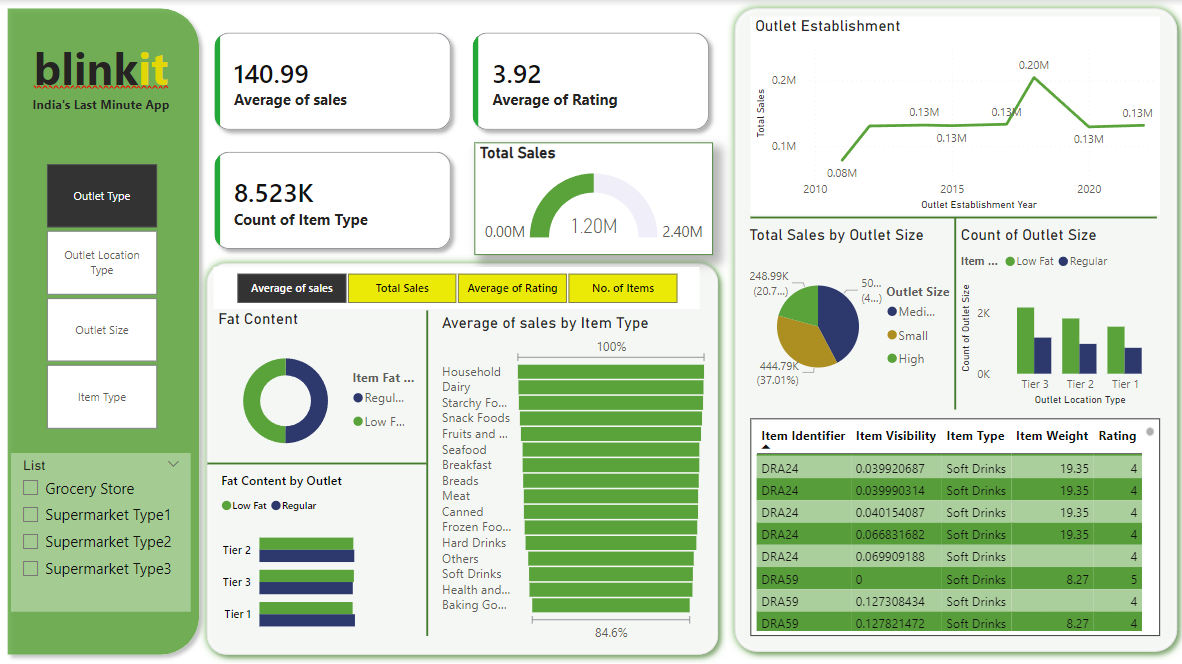 blinkit
India's Last Minute App
Outlet Type
Outlet Location
Type
Outlet Size
Item Type
List
Grocery Store
Supermarket Type1
Supermarket Type2
Supermarket Type3
140.99
Average of sales
3.92
Average of Rating
8.523K
Count of Item Type
Total Sales
0.00M
1.20M
2.40M
Average of sales
Total Sales
Average of Rating
No. of Items
Fat Content
Item Fat ...
Regul...
Low F...
Fat Content by Outlet
Low Fat Regular
Tier 2
Tier 3
Tier 1
Average of sales by Item Type
100%
Household
Dairy
Starchy Fo...
Snack Foods
Fruits and ...
Seafood
Breakfast
Breads
Meat
Canned
Frozen Foo...
Hard Drinks
Others
Soft Drinks
Health and...
Baking Go...
84.6%
Outlet Establishment
Total Sales
0.2M
0.1M
0.08M
0.13M
0.13M
0.13M
0.20M
0.13M
0.13M
2010
2015
2020
Outlet Establishment Year
Total Sales by Outlet Size
248.99K
(20.7...)
50...
(4...)
444.79K
(37.01%)
Outlet Size
Medi...
Small
High
Count of Outlet Size
Item ... Low Fat Regular
Count of Outlet Size
2K
0K
Tier 3 Tier 2 Tier 1
Outlet Location Type
Item Identifier Item Visibility Item Type Item Weight Rating
DRA24 0.039920687 Soft Drinks 19.35 4
DRA24 0.039990314 Soft Drinks 19.35 4
DRA24 0.040154087 Soft Drinks 19.35 4
DRA24 0.066831682 Soft Drinks 19.35 4
DRA24 0.069909188 Soft Drinks 4
DRA59 0 Soft Drinks 8.27 5
DRA59 0.127308434 Soft Drinks 4
DRA59 0.127821472 Soft Drinks 8.27 4